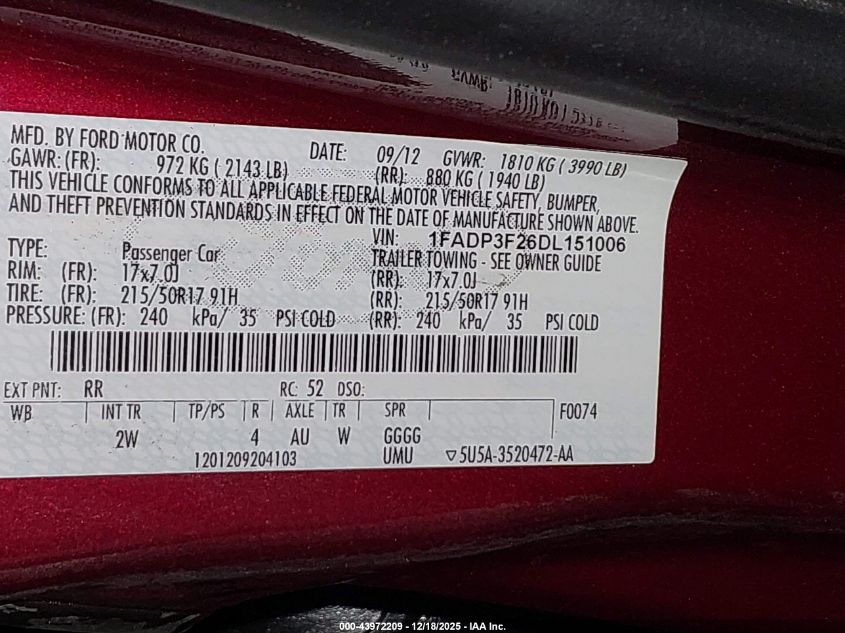 MFD. BY FORD MOTOR CO. DATE: 09/12 GVWR: 1810 KG ( 3990 LB)
GAWR: (FR): 972 KG ( 2143 LB) (RR): 880 KG ( 1940 LB)
THIS VEHICLE CONFORMS TO ALL APPLICABLE FEDERAL MOTOR VEHICLE SAFETY, BUMPER,
AND THEFT PREVENTION STANDARDS IN EFFECT ON THE DATE OF MANUFACTURE SHOWN ABOVE.
VIN: 1FADP3F26DL151006
TYPE: Passenger Car TRAILER TOWING - SEE OWNER GUIDE
RIM: (FR): 17x7.0J (RR): 17x7.0J
TIRE: (FR): 215/50R17 91H (RR): 215/50R17 91H
PRESSURE: (FR): 240 kPa/ 35 PSI COLD (RR): 240 kPa/ 35 PSI COLD
EXT PNT: RR RC: 52 DSO:
WB INT TR TP/PS R AXLE TR SPR F0074
2W 4 AU W GGGG
1201209204103 UMU ▽5U5A-3520472-AA
000-43972209 - 12/18/2025 - IAA Inc.